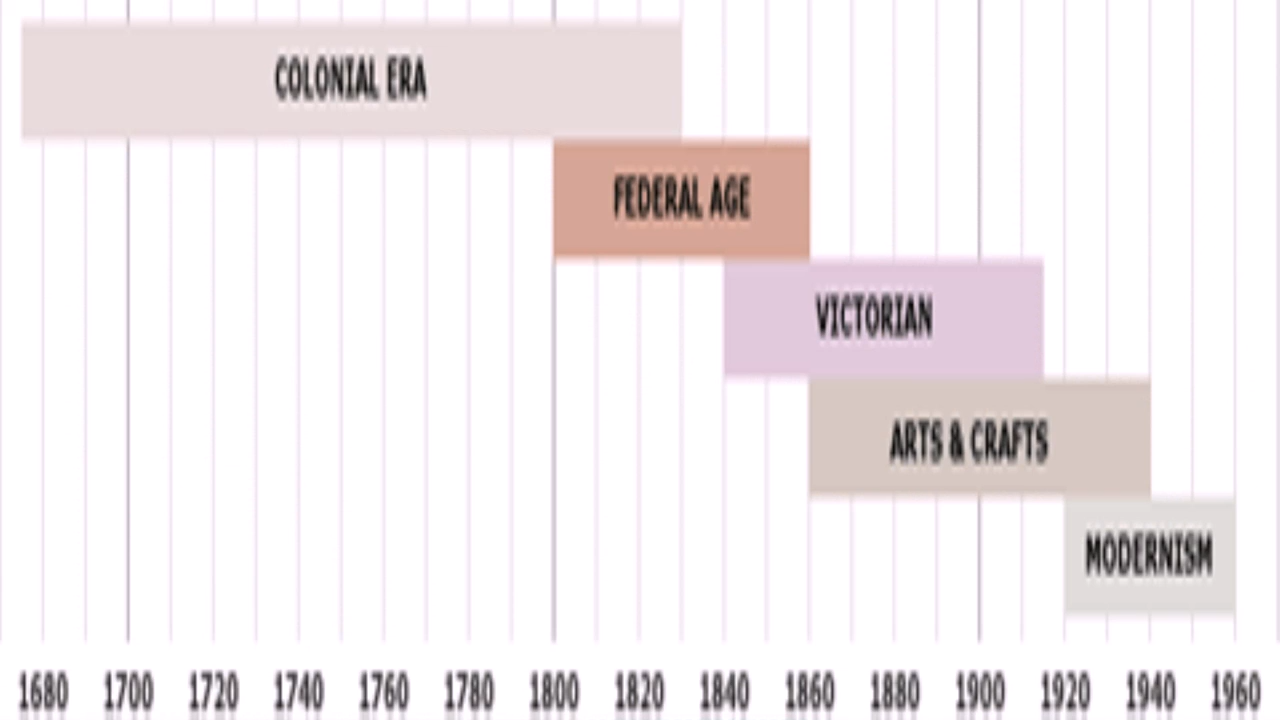 COLONIAL ERA
FEDERAL AGE
VICTORIAN
ARTS & CRAFTS
MODERNISM
1680 1700 1720 1740 1760 1780 1800 1820 1840 1860 1880 1900 1920 1940 1960